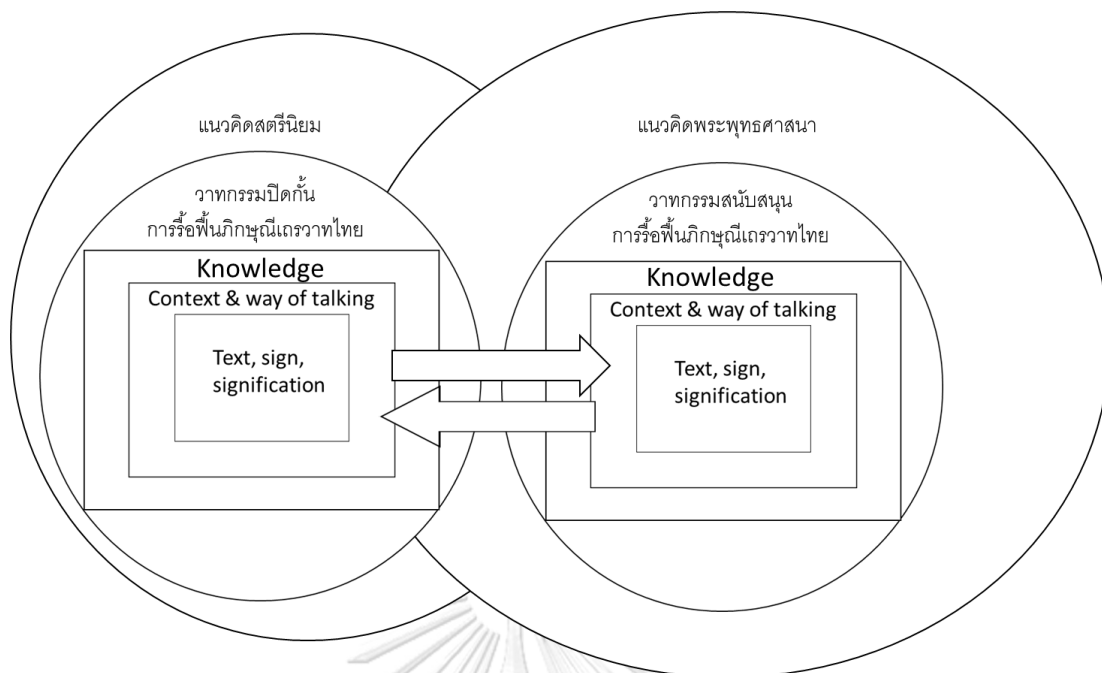 แนวคิดสตรีนิยม
วาทกรรมปิดกั้น
การรื้อฟื้นภิกษุณีเถรวาทไทย
Knowledge
Context & way of talking
Text, sign,
signification
แนวคิดพระพุทธศาสนา
วาทกรรมสนับสนุน
การรื้อฟื้นภิกษุณีเถรวาทไทย
Knowledge
Context & way of talking
Text, sign,
signification